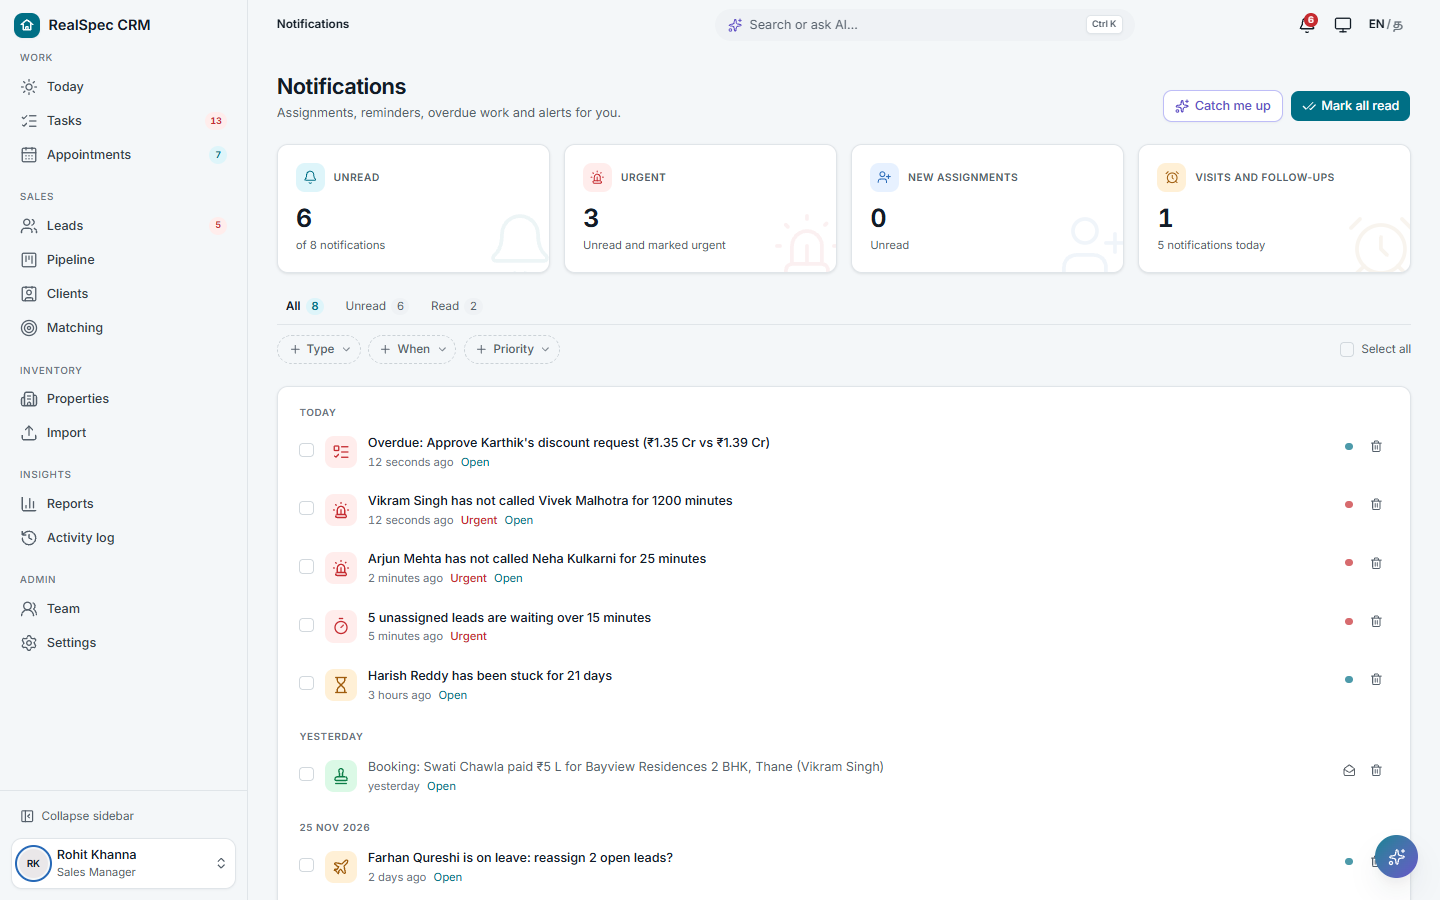 RealSpec CRM
WORK
Today
Tasks 13
Appointments 7
SALES
Leads 5
Pipeline
Clients
Matching
INVENTORY
Properties
Import
INSIGHTS
Reports
Activity log
ADMIN
Team
Settings
Collapse sidebar
RK
Rohit Khanna
Sales Manager
Notifications
Search or ask AI... Ctrl K
6
EN / த
Notifications
Assignments, reminders, overdue work and alerts for you.
Catch me up
Mark all read
UNREAD
6
of 8 notifications
URGENT
3
Unread and marked urgent
NEW ASSIGNMENTS
0
Unread
VISITS AND FOLLOW-UPS
1
5 notifications today
All 8 Unread 6 Read 2
Type When Priority
Select all
TODAY
Overdue: Approve Karthik's discount request (₹1.35 Cr vs ₹1.39 Cr)
12 seconds ago Open
Vikram Singh has not called Vivek Malhotra for 1200 minutes
12 seconds ago Urgent Open
Arjun Mehta has not called Neha Kulkarni for 25 minutes
2 minutes ago Urgent Open
5 unassigned leads are waiting over 15 minutes
5 minutes ago Urgent
Harish Reddy has been stuck for 21 days
3 hours ago Open
YESTERDAY
Booking: Swati Chawla paid ₹5 L for Bayview Residences 2 BHK, Thane (Vikram Singh)
yesterday Open
25 NOV 2026
Farhan Qureshi is on leave: reassign 2 open leads?
2 days ago Open